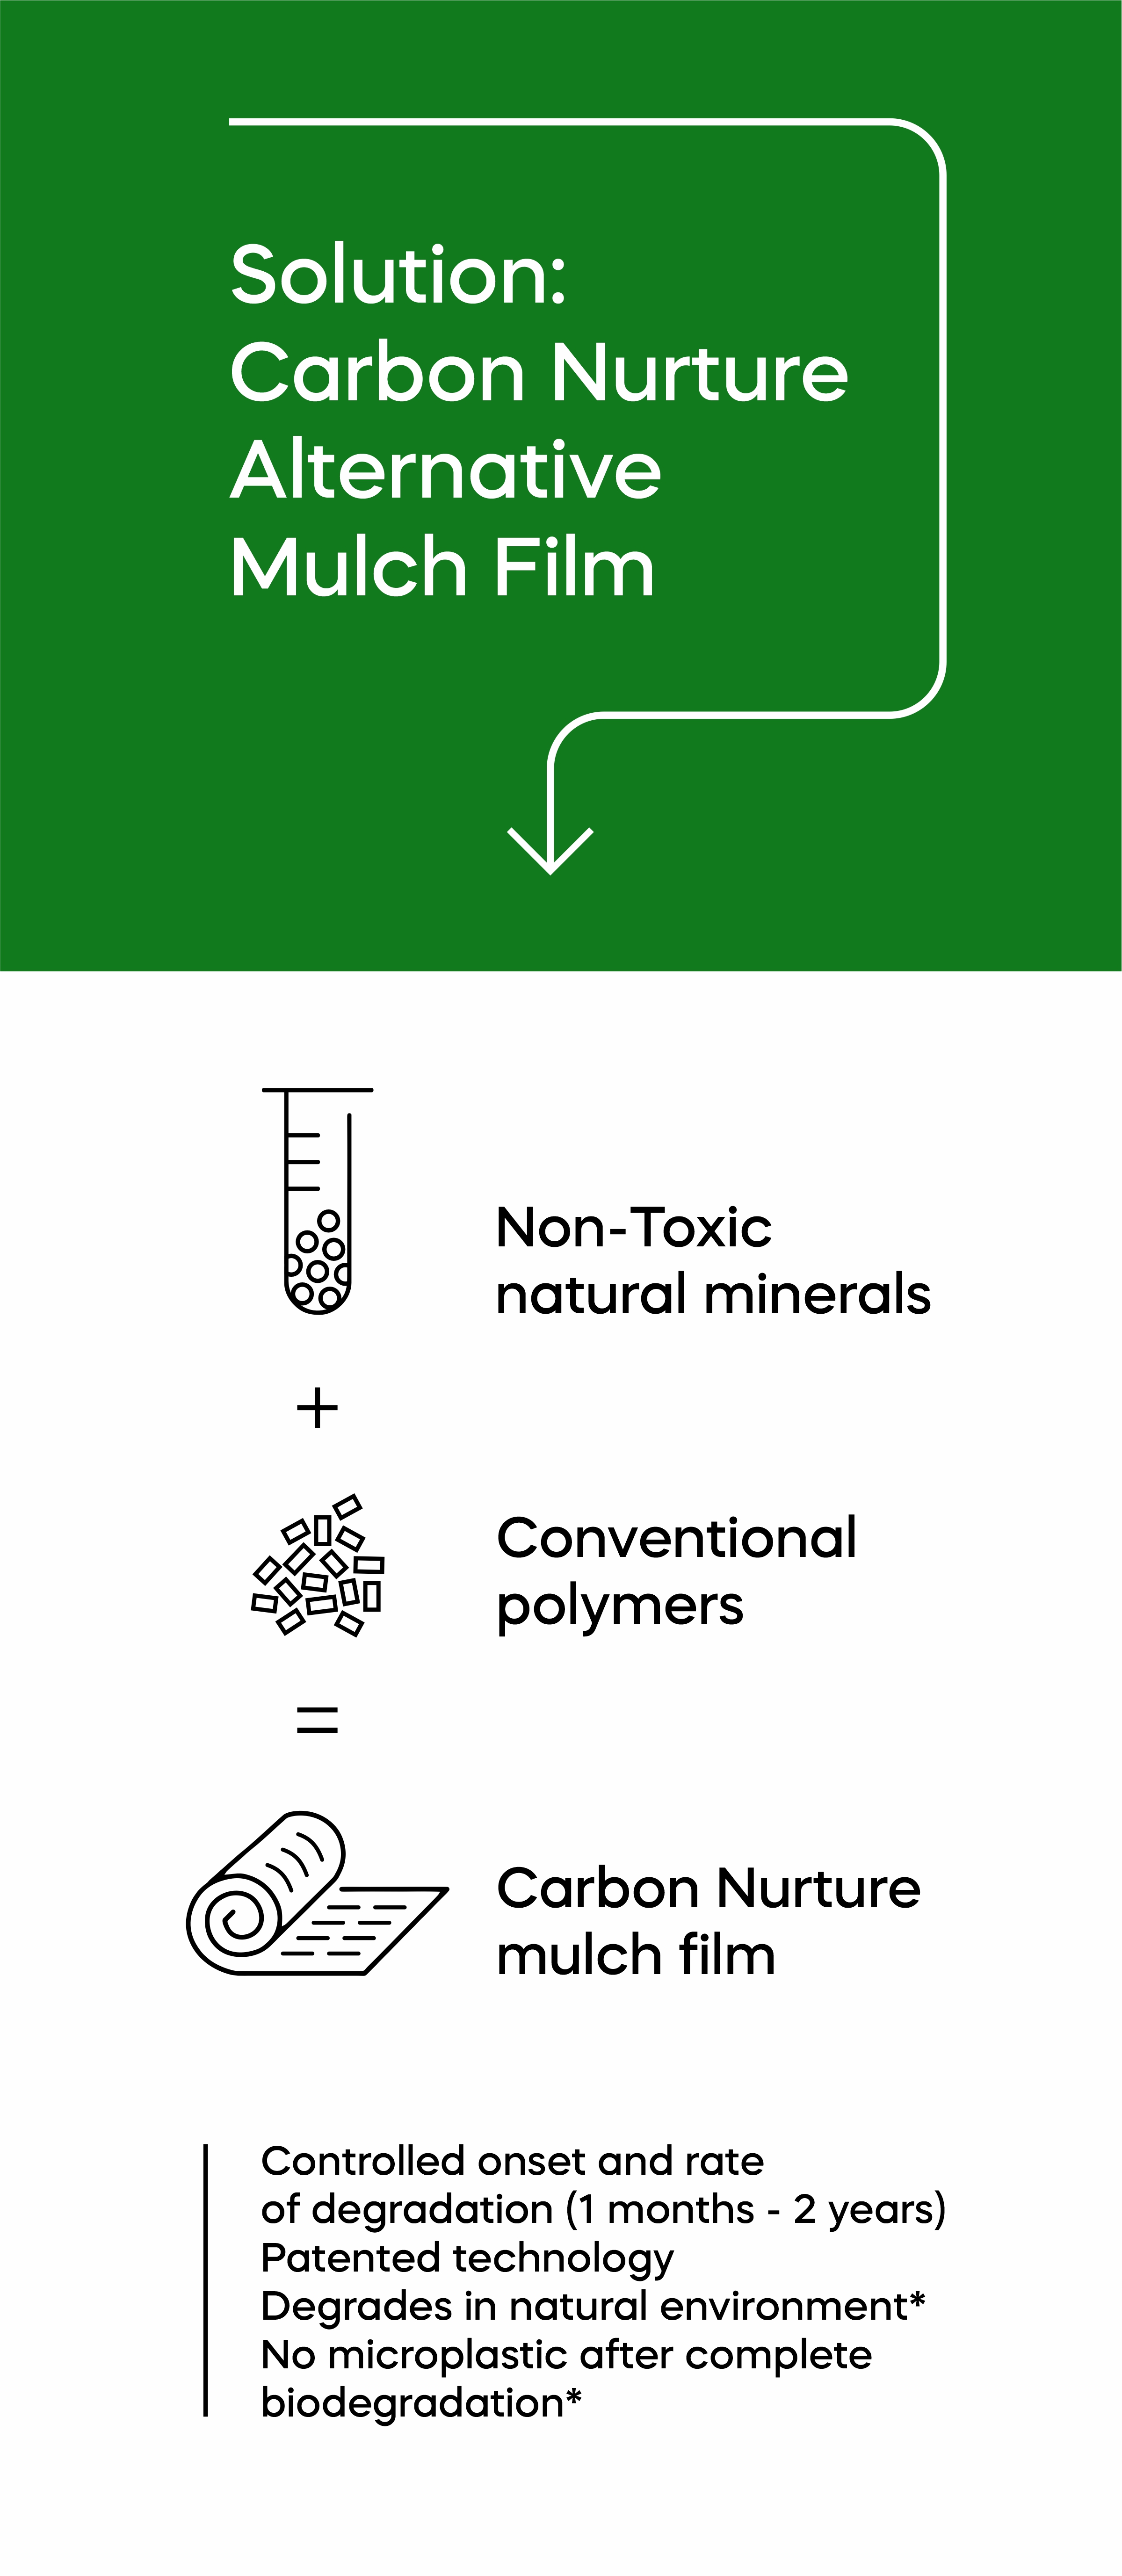 Solution:
Carbon Nurture
Alternative
Mulch Film
Non-Toxic
natural minerals
+
Conventional
polymers
=
Carbon Nurture
mulch film
Controlled onset and rate
of degradation (1 months - 2 years)
Patented technology
Degrades in natural environment*
No microplastic after complete
biodegradation*